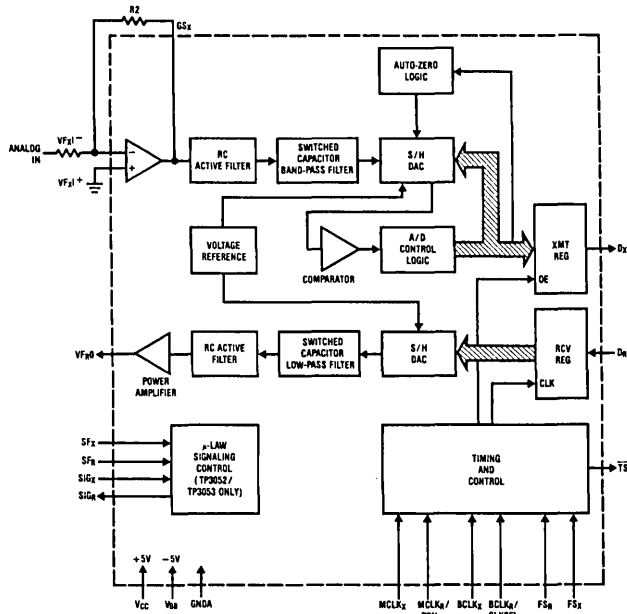 R2
GSX
AUTO-ZERO
LOGIC
ANALOG
IN
VFXI−
VFXI+
−
+
RC
ACTIVE FILTER
SWITCHED
CAPACITOR
BAND-PASS FILTER
S/H
DAC
VOLTAGE
REFERENCE
COMPARATOR
A/D
CONTROL
LOGIC
XMT
REG
OE
DX
VFRO
POWER
AMPLIFIER
RC ACTIVE
FILTER
SWITCHED
CAPACITOR
LOW-PASS FILTER
S/H
DAC
RCV
REG
CLK
DR
SFX
SFR
SIGX
SIGR
μ-LAW
SIGNALING
CONTROL
(TP3052/
TP3053 ONLY)
TIMING
AND
CONTROL
+5V
−5V
VCC
VBB
GNDA
MCLKX
MCLKR/
BCLKX
BCLKR/
FSR
FSX